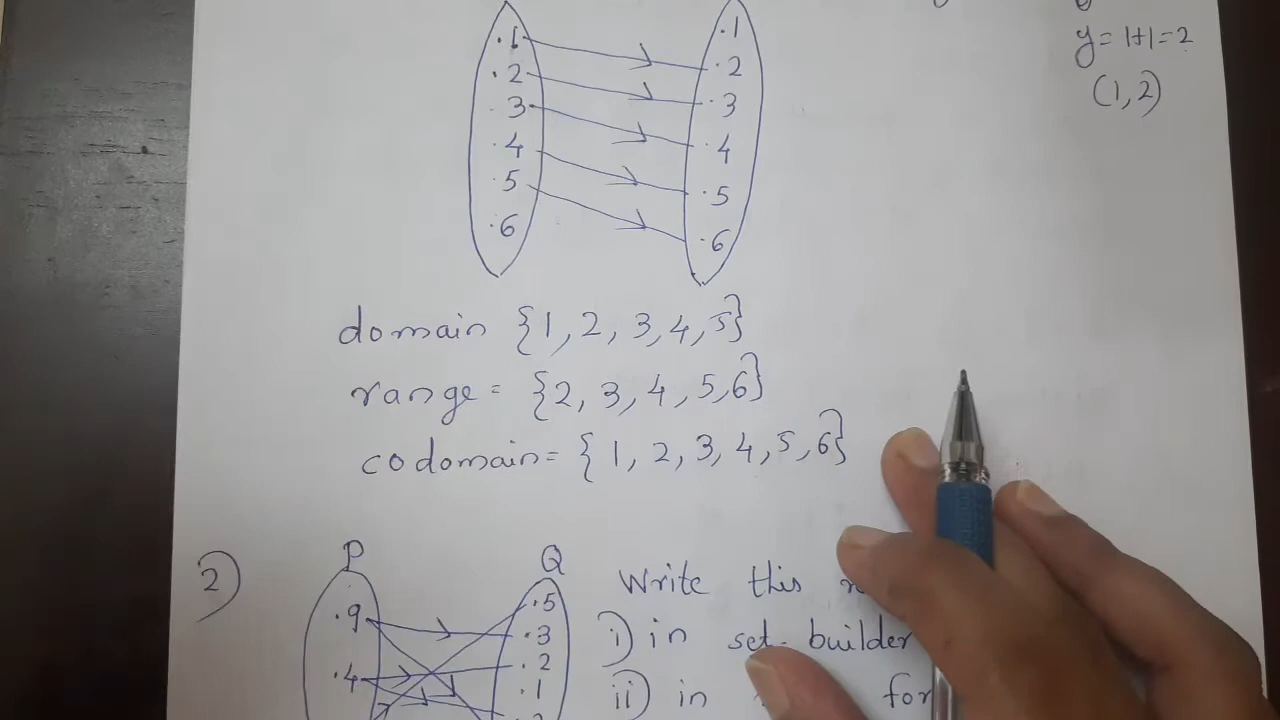 y = 1+1 = 2
(1, 2)
.1 .1
.2 .2
.3 .3
.4 .4
.5 .5
.6 .6
domain {1, 2, 3, 4, 5}
range = {2, 3, 4, 5, 6}
codomain = { 1, 2, 3, 4, 5, 6}
2) P Q Write this
.9 .5
.3 i) in set-builder
.4 .2
.1 ii) in